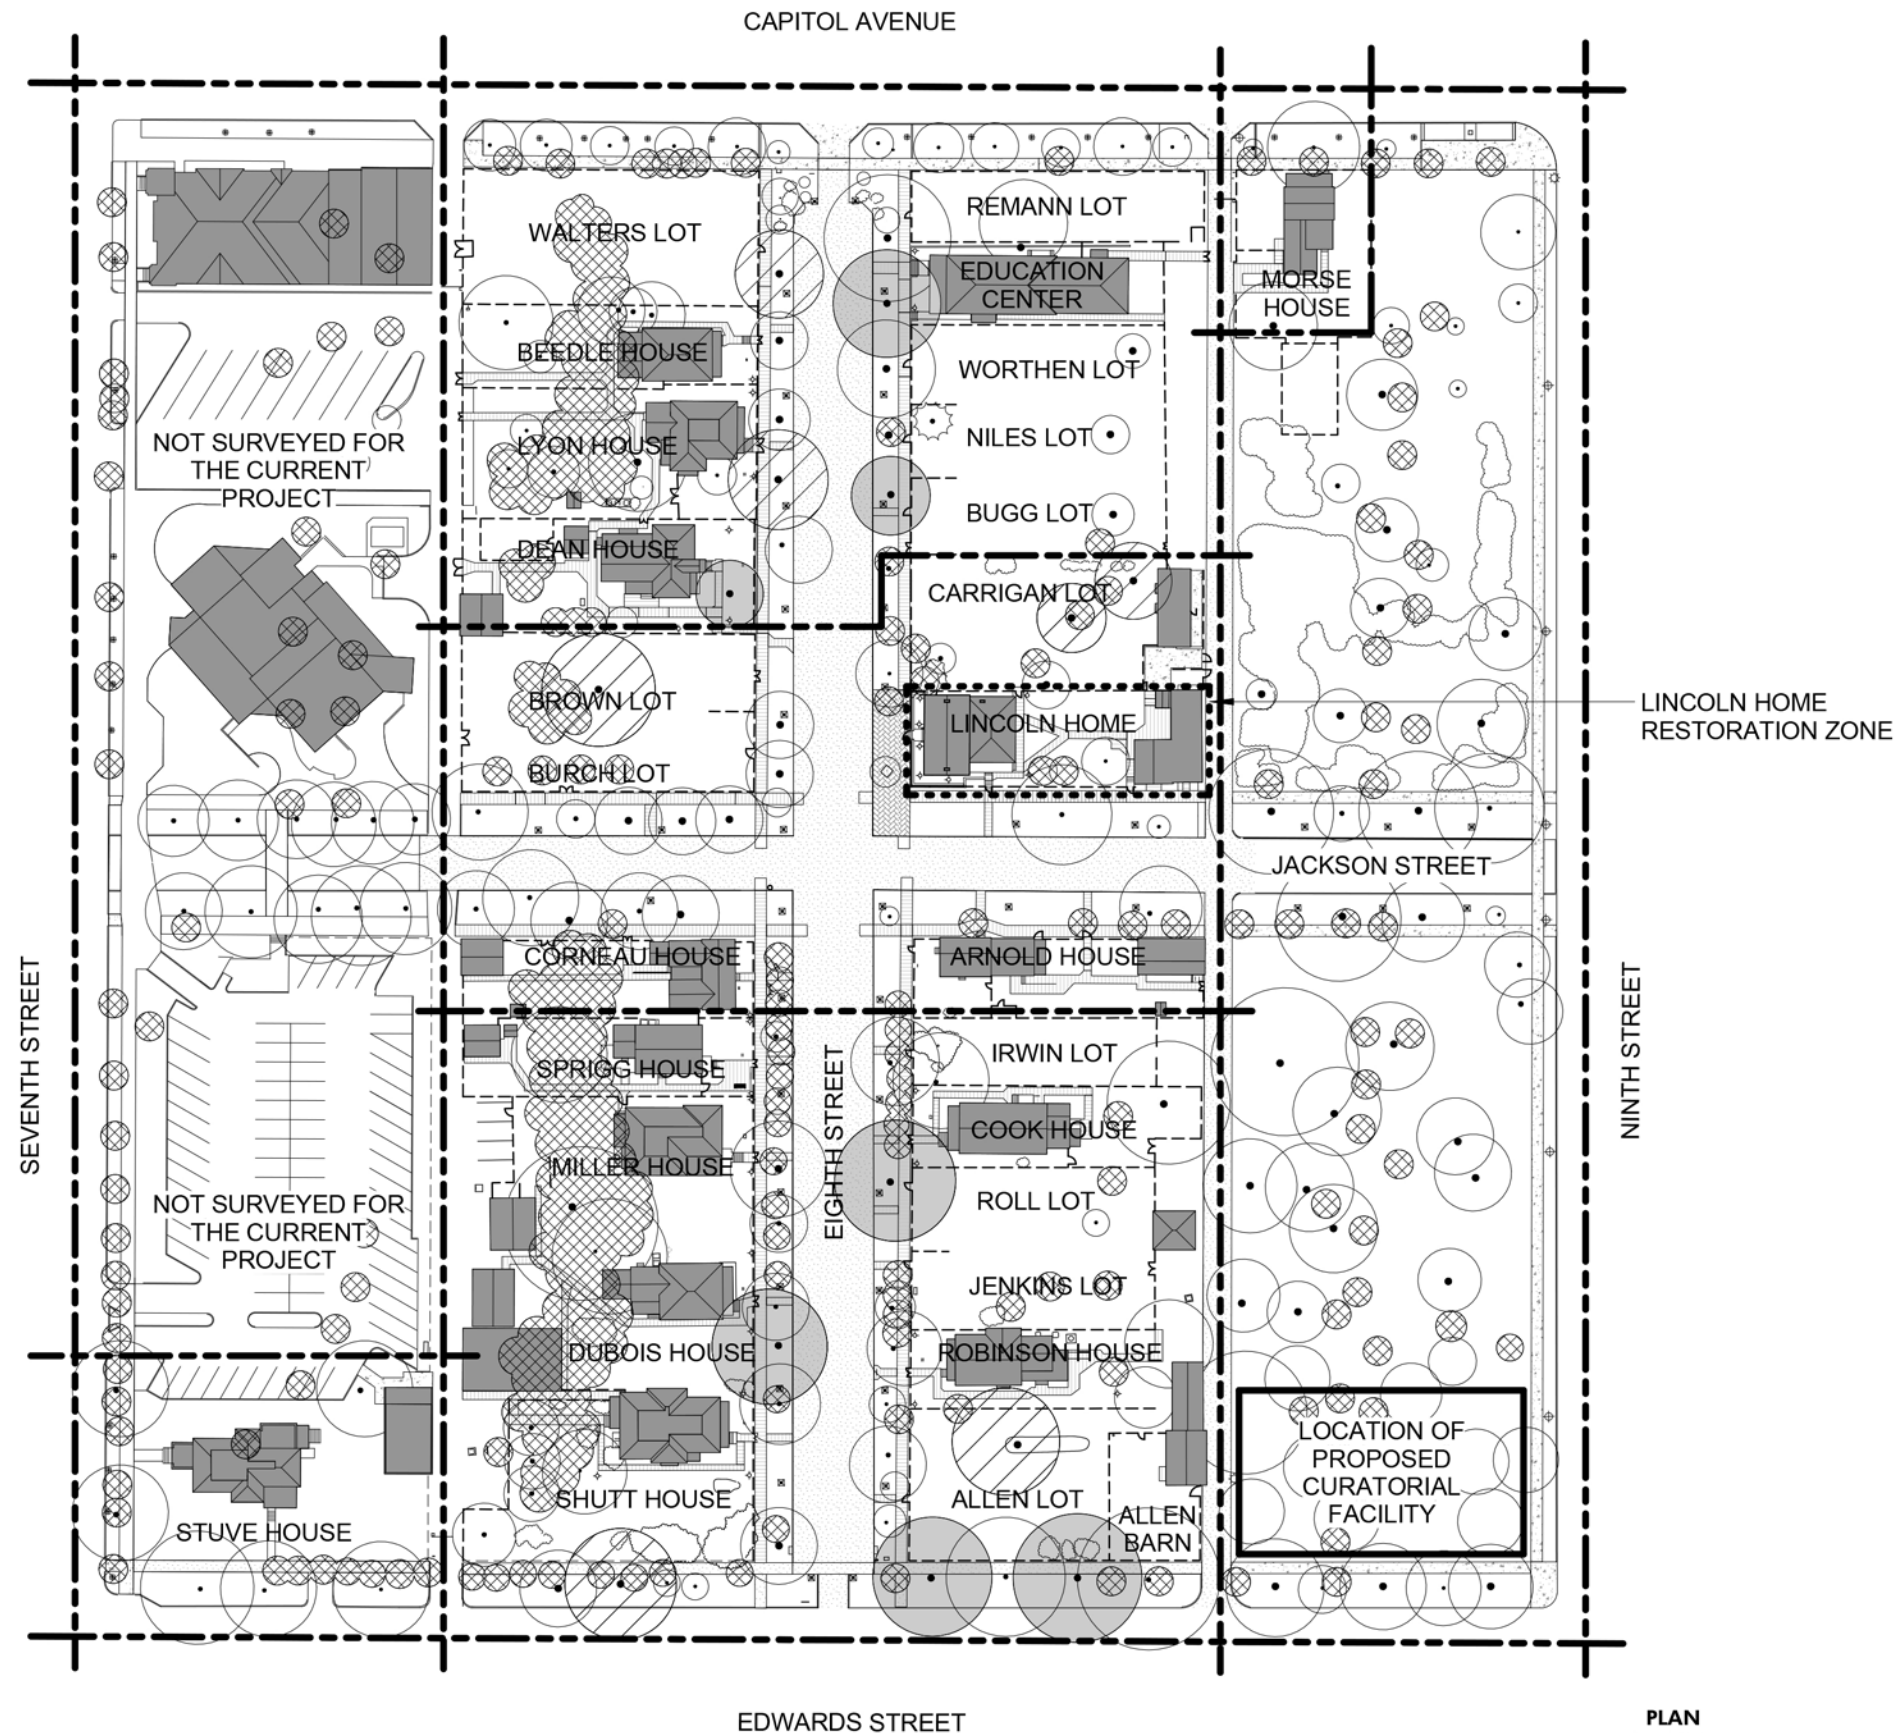 CAPITOL AVENUE
WALTERS LOT
REMANN LOT
EDUCATION
CENTER
MORSE
HOUSE
BEEDLE HOUSE
WORTHEN LOT
NOT SURVEYED FOR
THE CURRENT
PROJECT
LYON HOUSE
NILES LOT
BUGG LOT
DEAN HOUSE
CARRIGAN LOT
BROWN LOT
LINCOLN HOME
LINCOLN HOME
RESTORATION ZONE
BURCH LOT
JACKSON STREET
CORNEAU HOUSE
ARNOLD HOUSE
SEVENTH STREET
EIGHTH STREET
NINTH STREET
SPRIGG HOUSE
IRWIN LOT
COOK HOUSE
MILLER HOUSE
NOT SURVEYED FOR
THE CURRENT
PROJECT
ROLL LOT
JENKINS LOT
DUBOIS HOUSE
ROBINSON HOUSE
LOCATION OF
PROPOSED
CURATORIAL
FACILITY
STUVE HOUSE
SHUTT HOUSE
ALLEN LOT
ALLEN
BARN
EDWARDS STREET
PLAN